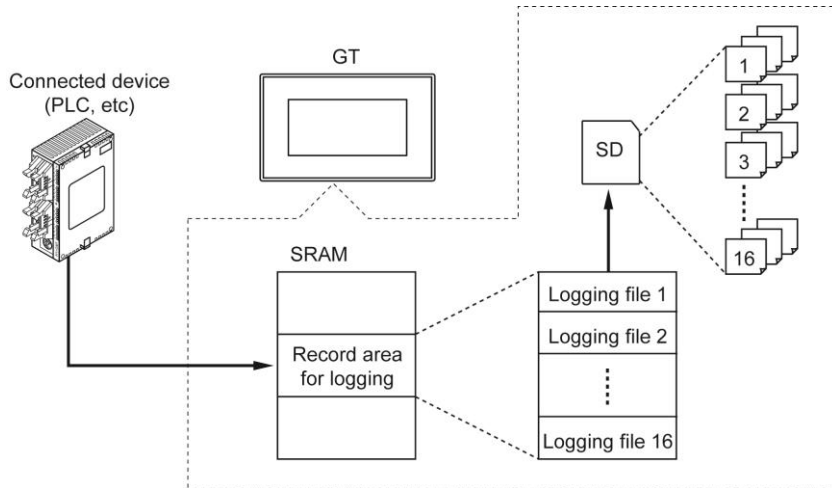 GT
Connected device
(PLC, etc)
SD
1
2
3
16
SRAM
Record area
for logging
Logging file 1
Logging file 2
Logging file 16